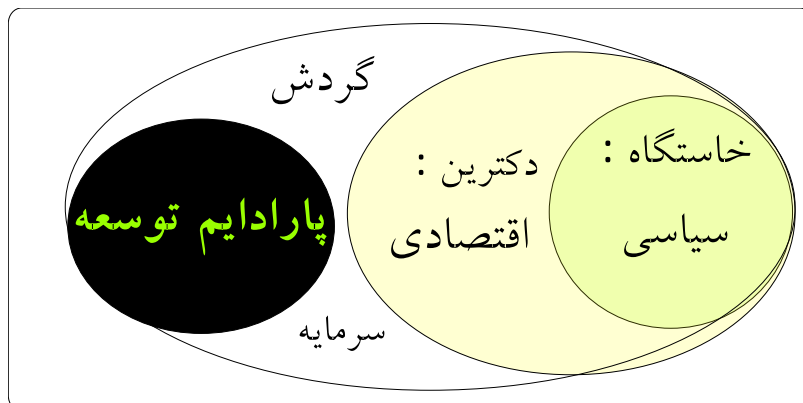 گردش
خاستگاه :
سیاسی
دکترین :
اقتصادی
پارادایم توسعه
سرمایه